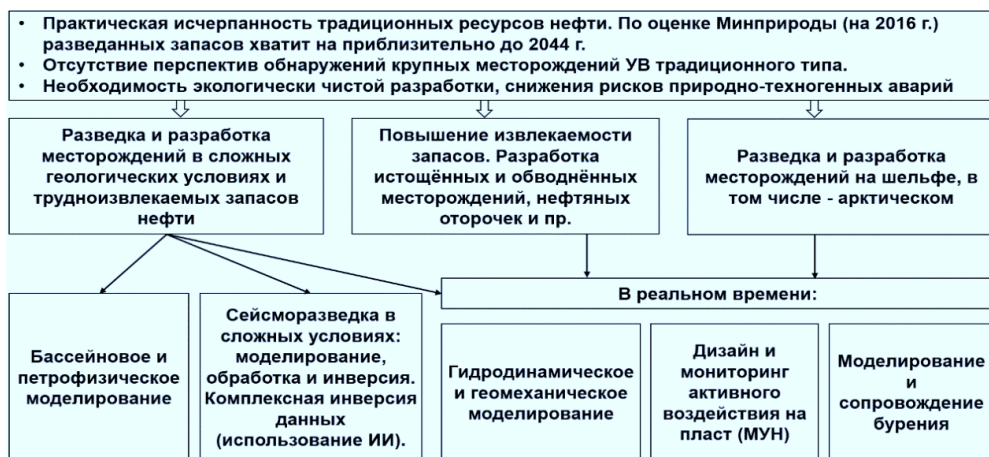 • Практическая исчерпанность традиционных ресурсов нефти. По оценке Минприроды (на 2016 г.)
разведанных запасов хватит на приблизительно до 2044 г.
• Отсутствие перспектив обнаружений крупных месторождений УВ традиционного типа.
• Необходимость экологически чистой разработки, снижения рисков природно-техногенных аварий
Разведка и разработка
месторождений в сложных
геологических условиях и
трудноизвлекаемых запасов
нефти
Повышение извлекаемости
запасов. Разработка
истощённых и обводнённых
месторождений, нефтяных
оторочек и пр.
Разведка и разработка
месторождений на шельфе, в
том числе - арктическом
В реальном времени:
Бассейновое и
петрофизическое
моделирование
Сейсморазведка в
сложных условиях:
моделирование,
обработка и инверсия.
Комплексная инверсия
данных
(использование ИИ).
Гидродинамическое
и геомеханическое
моделирование
Дизайн и
мониторинг
активного
воздействия на
пласт (МУН)
Моделирование
и
сопровождение
бурения